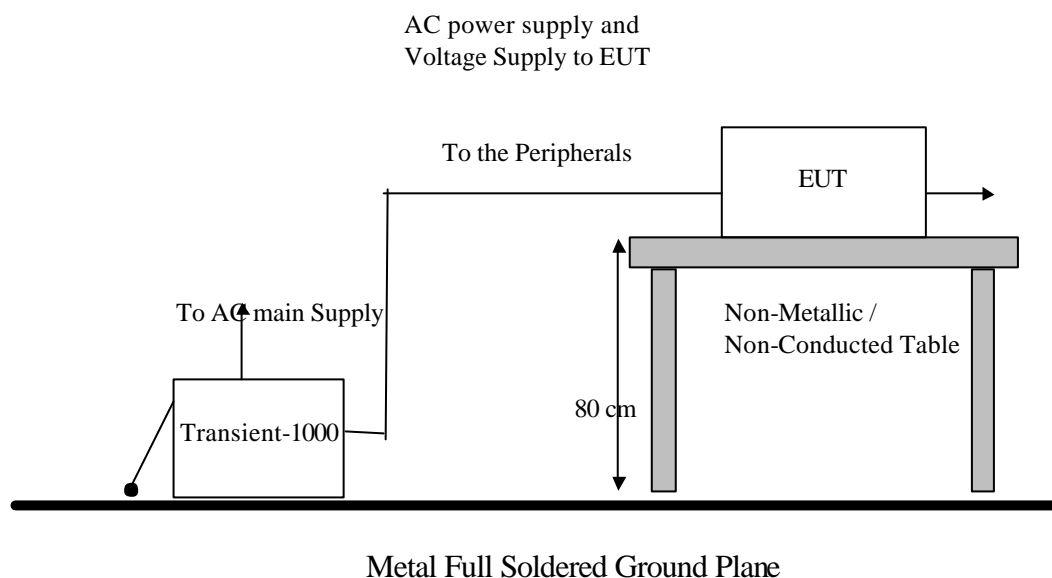 AC power supply and
Voltage Supply to EUT
To the Peripherals
EUT
To AC main Supply
Non-Metallic /
Non-Conducted Table
80 cm
Transient-1000
Metal Full Soldered Ground Plane